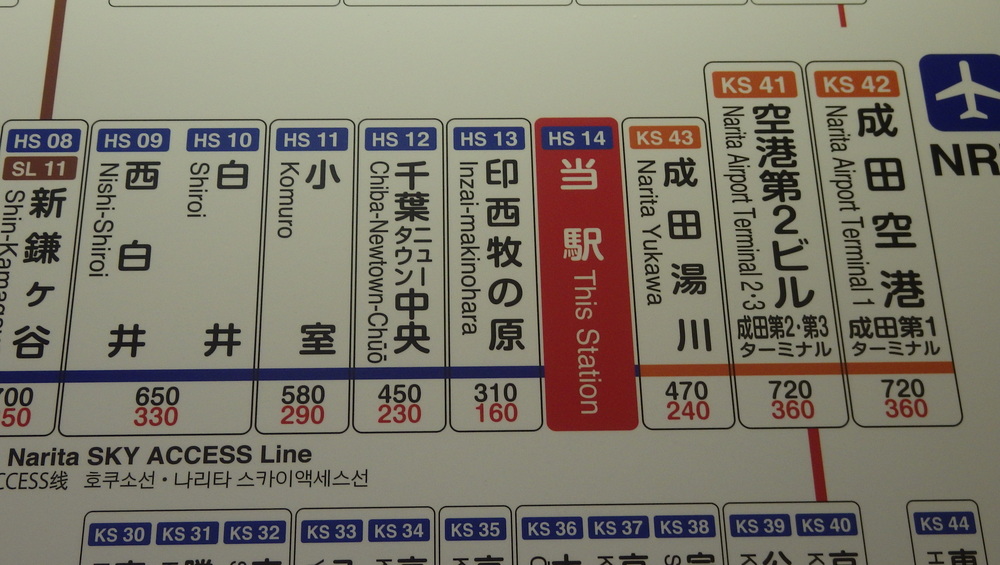 HS 08
SL 11
新鎌ヶ谷
700
350
HS 09
西白井
Nishi-Shiroi
HS 10
白井
Shiroi
650
330
HS 11
小室
Komuro
580
290
HS 12
千葉ニュータウン中央
Chiba-Newtown-Chūō
450
230
HS 13
印西牧の原
Inzai-makinohara
310
160
HS 14
当駅
This Station
KS 43
成田湯川
Narita Yukawa
470
240
KS 41
空港第2ビル
Narita Airport Terminal 2·3
成田第2・第3
ターミナル
720
360
KS 42
成田空港
Narita Airport Terminal 1
成田第1
ターミナル
720
360
NR
Narita SKY ACCESS Line
CCESS线 호쿠소선・나리타 스카이액세스선
KS 30
KS 31
KS 32
KS 33
KS 34
KS 35
KS 36
KS 37
KS 38
KS 39
KS 40
KS 44